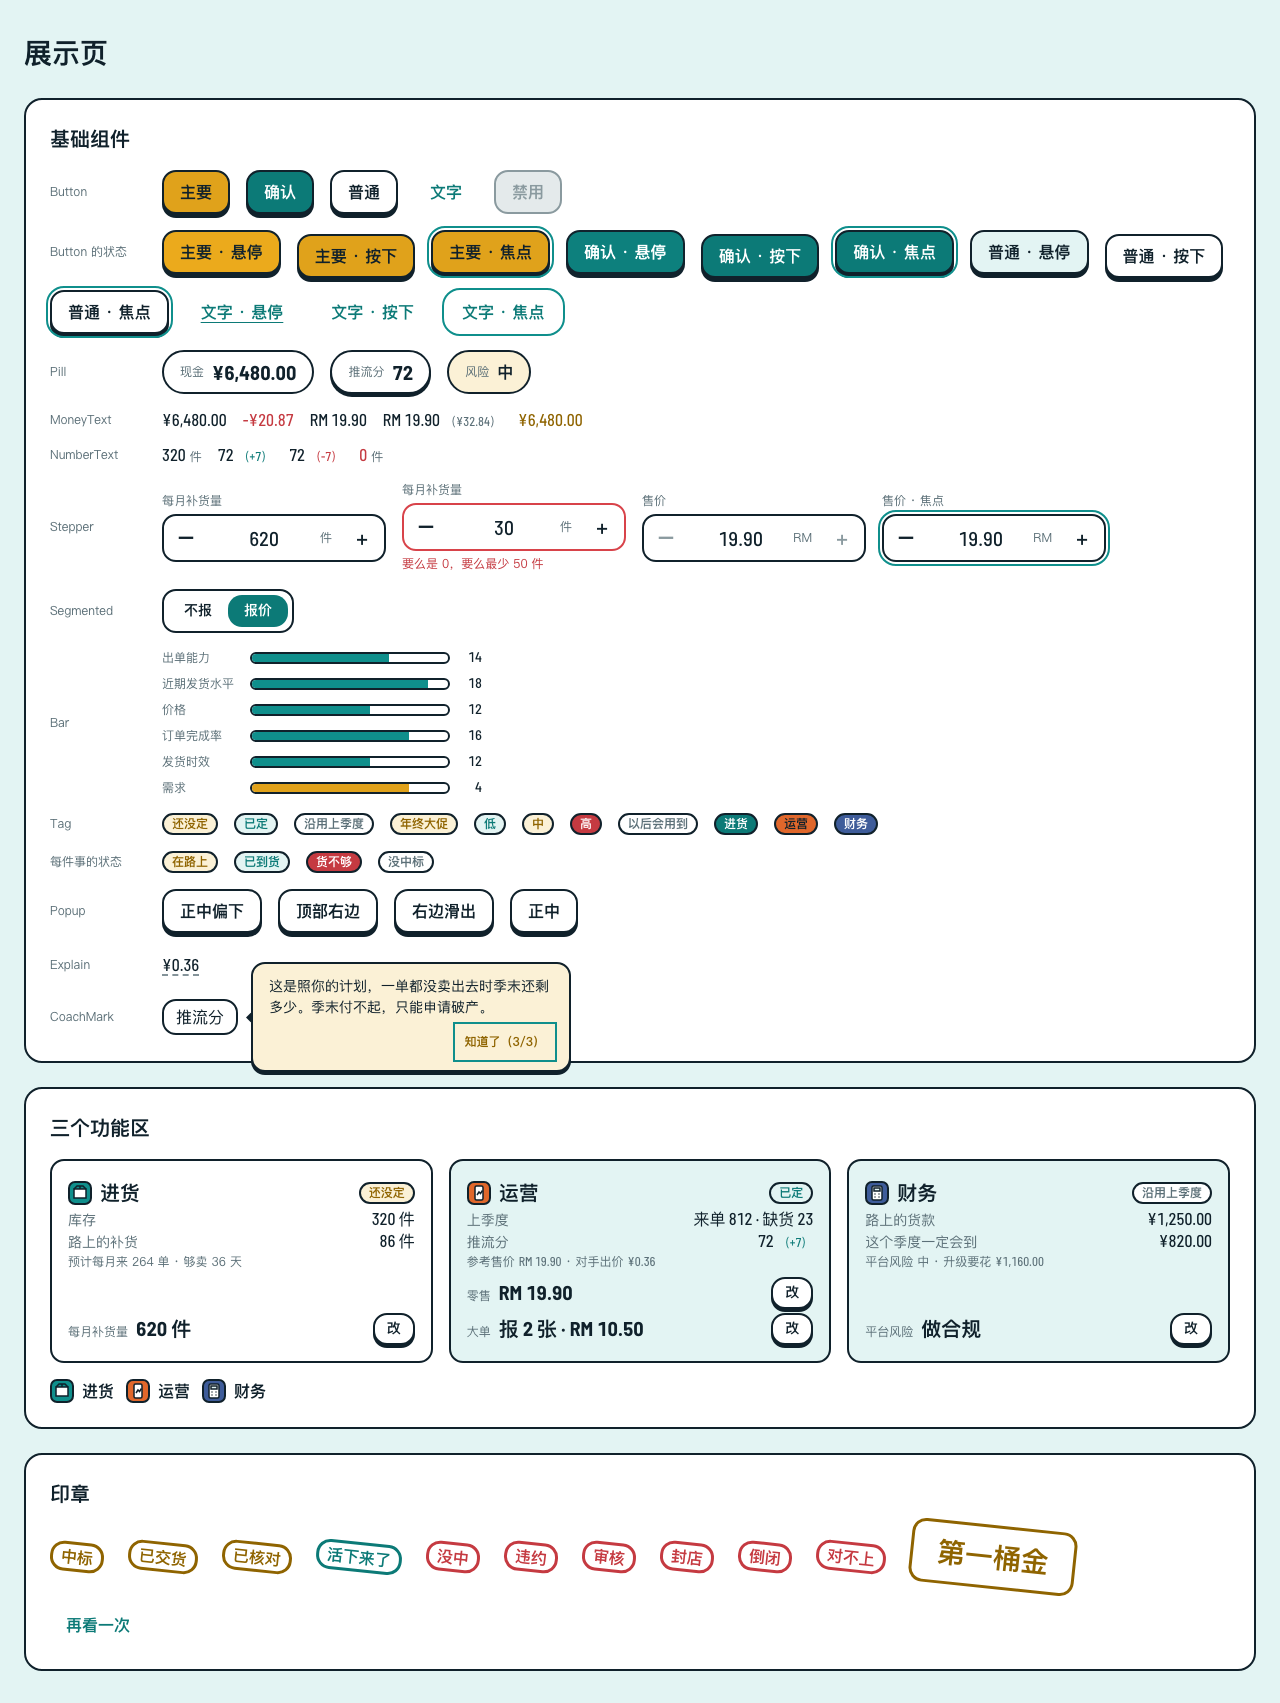 展示页
基础组件
Button 主要 确认 普通 文字 禁用
Button 的状态 主要 · 悬停 主要 · 按下 主要 · 焦点 确认 · 悬停 确认 · 按下 确认 · 焦点 普通 · 悬停 普通 · 按下
普通 · 焦点 文字 · 悬停 文字 · 按下 文字 · 焦点
Pill 现金 ¥6,480.00 推流分 72 风险 中
MoneyText ¥6,480.00 -¥20.87 RM 19.90 RM 19.90 (¥32.84) ¥6,480.00
NumberText 320 件 72 (+7) 72 (-7) 0 件
每月补货量 每月补货量 售价 售价 · 焦点
Stepper — 620 件 + — 30 件 + — 19.90 RM + — 19.90 RM +
要么是 0，要么最少 50 件
Segmented 不报 报价
出单能力 14
近期发货水平 18
价格 12
Bar
订单完成率 16
发货时效 12
需求 4
Tag 还没定 已定 沿用上季度 年终大促 低 中 高 以后会用到 进货 运营 财务
每件事的状态 在路上 已到货 货不够 没中标
Popup 正中偏下 顶部右边 右边滑出 正中
Explain ¥0.36
这是照你的计划，一单都没卖出去时季末还剩
多少。季末付不起，只能申请破产。
CoachMark 推流分
知道了（3/3）
三个功能区
进货 还没定
库存 320 件
路上的补货 86 件
预计每月来 264 单 · 够卖 36 天
每月补货量 620 件 改
运营 已定
上季度 来单 812 · 缺货 23
推流分 72 (+7)
参考售价 RM 19.90 · 对手出价 ¥0.36
零售 RM 19.90 改
大单 报 2 张 · RM 10.50 改
财务 沿用上季度
路上的货款 ¥1,250.00
这个季度一定会到 ¥820.00
平台风险 中 · 升级要花 ¥1,160.00
平台风险 做合规 改
进货 运营 财务
印章
中标 已交货 已核对 活下来了 没中 违约 审核 封店 倒闭 对不上 第一桶金
再看一次